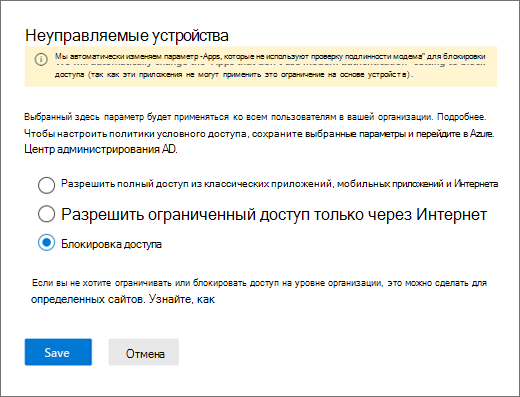 Неуправляемые устройства
Мы автоматически изменяем параметр -Apps, которые не используют проверку подлинности модема" для блокировки
доступа (так как эти приложения не могут применить это ограничение на основе устройств).
Выбранный здесь параметр будет применяться ко всем пользователям в вашей организации. Подробнее.
Чтобы настроить политики условного доступа, сохраните выбранные параметры и перейдите в Azure.
Центр администрирования AD.
Разрешить полный доступ из классических приложений, мобильных приложений и Интернета
Разрешить ограниченный доступ только через Интернет
Блокировка доступа
Если вы не хотите ограничивать или блокировать доступ на уровне организации, это можно сделать для
определенных сайтов. Узнайте, как
Save
Отмена